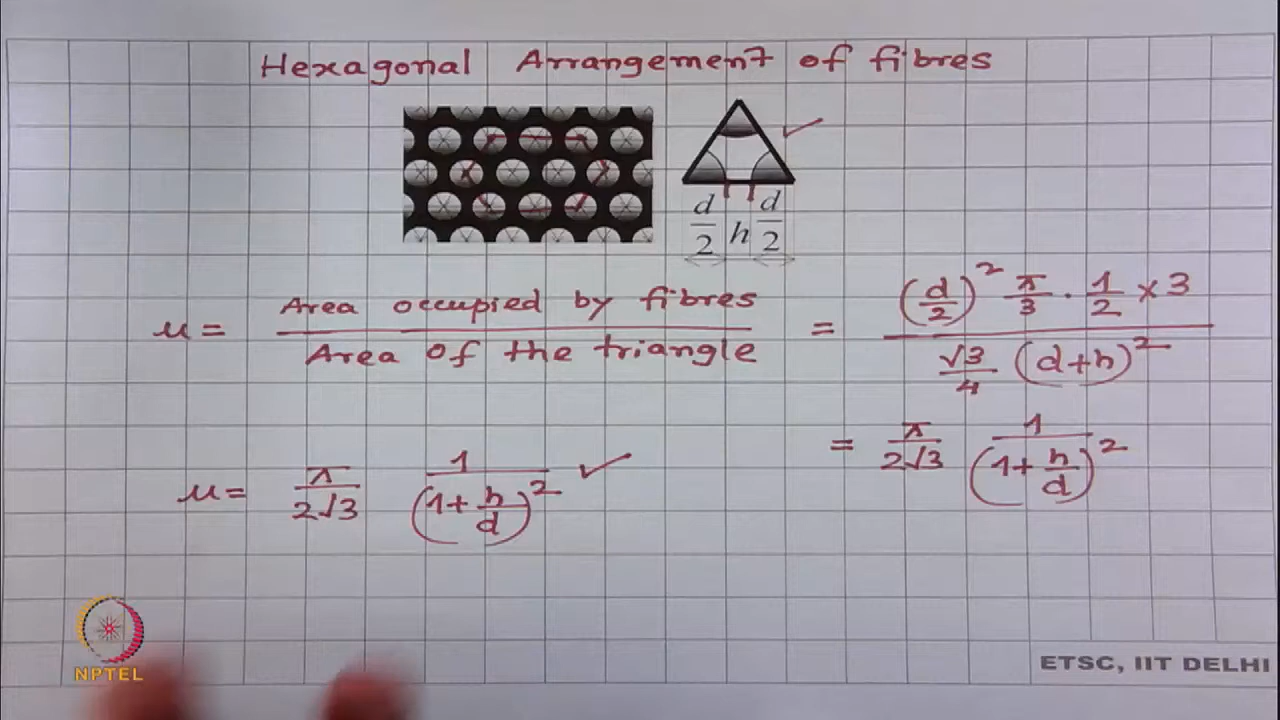 Hexagonal Arrangement of fibres
d/2 h d/2
μ = Area occupied by fibres / Area of the triangle = (d/2)² π/3 · 1/2 × 3 / √3/4 (d+h)²
= π/2√3 1/(1+h/d)²
μ = π/2√3 1/(1+h/d)² ✓
NPTEL
ETSC, IIT DELHI